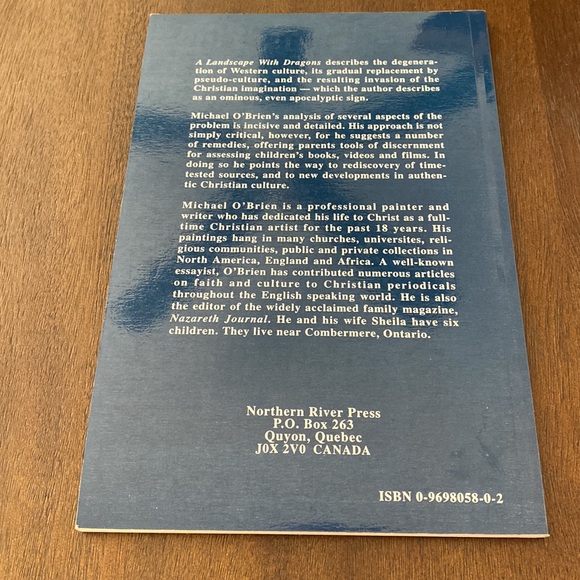 A Landscape With Dragons describes the degenera-
tion of Western culture, its gradual replacement by
pseudo-culture, and the resulting invasion of the
Christian imagination — which the author describes
as an ominous, even apocalyptic sign.
Michael O'Brien's analysis of several aspects of the
problem is incisive and detailed. His approach is not
simply critical, however, for he suggests a number
of remedies, offering parents tools of discernment
for assessing children's books, videos and films. In
doing so he points the way to rediscovery of time-
tested sources, and to new developments in authen-
tic Christian culture.
Michael O'Brien is a professional painter and
writer who has dedicated his life to Christ as a full-
time Christian artist for the past 18 years. His
paintings hang in many churches, universites, reli-
gious communities, public and private collections in
North America, England and Africa. A well-known
essayist, O'Brien has contributed numerous articles
on faith and culture to Christian periodicals
throughout the English speaking world. He is also
the editor of the widely acclaimed family magazine,
Nazareth Journal. He and his wife Sheila have six
children. They live near Combermere, Ontario.
Northern River Press
P.O. Box 263
Quyon, Quebec
J0X 2V0 CANADA
ISBN 0-9698058-0-2